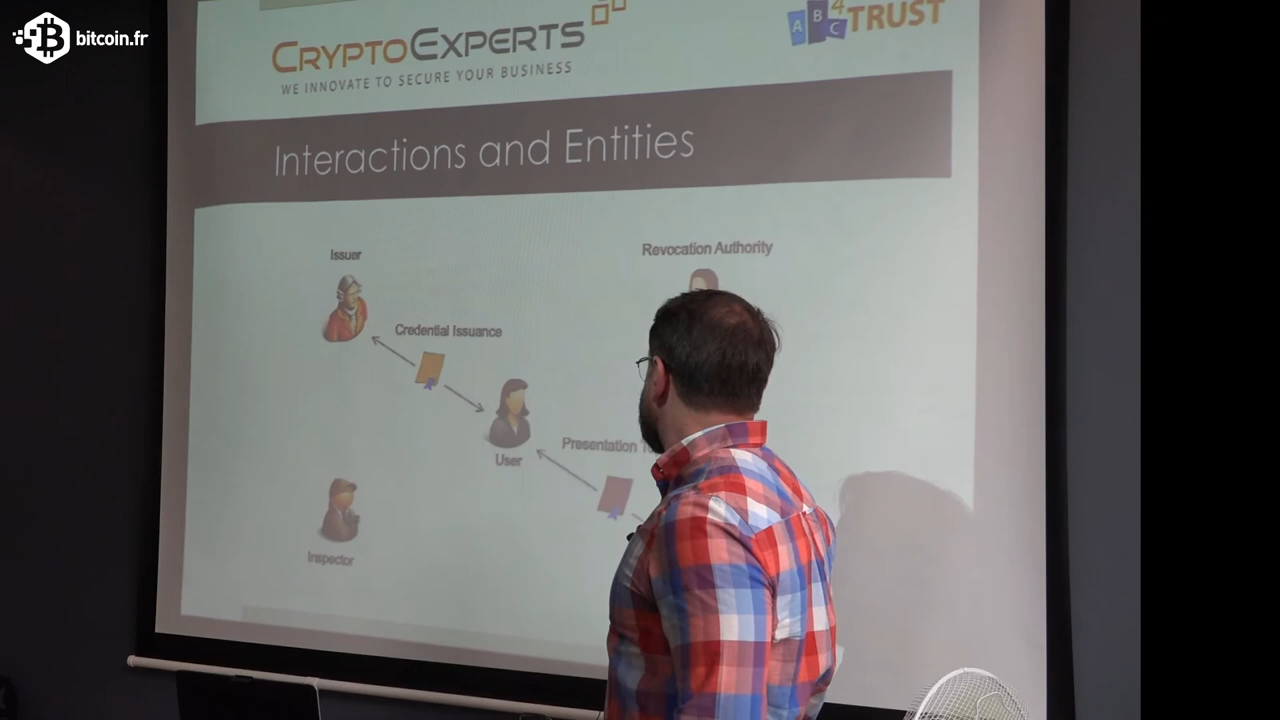 bitcoin.fr
CRYPTOEXPERTS
WE INNOVATE TO SECURE YOUR BUSINESS
ABC4TRUST
Interactions and Entities
Issuer
Revocation Authority
Credential Issuance
Presentation
User
Inspector